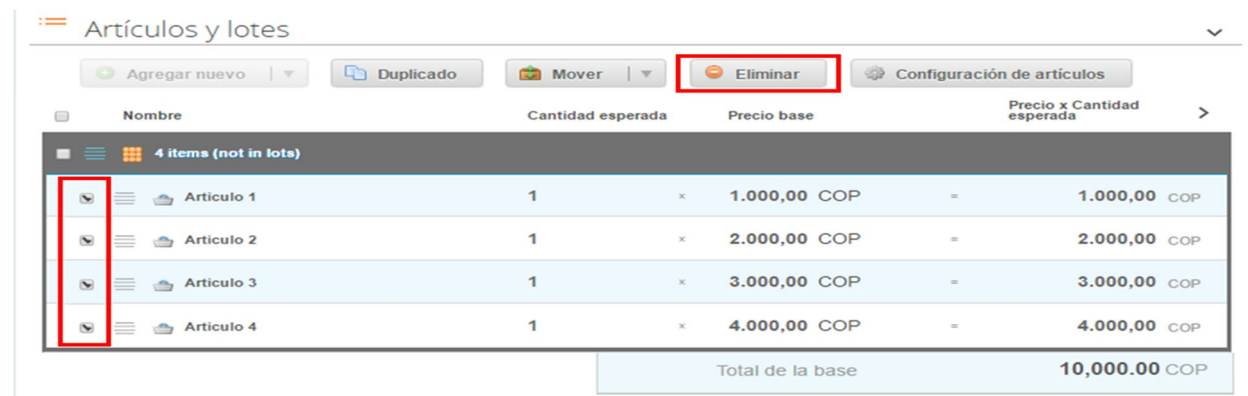 Artículos y lotes
Agregar nuevo Duplicado Mover Eliminar Configuración de artículos
Nombre Cantidad esperada Precio base Precio x Cantidad esperada
4 items (not in lots)
Articulo 1 1 x 1.000,00 COP = 1.000,00 COP
Articulo 2 1 x 2.000,00 COP = 2.000,00 COP
Articulo 3 1 x 3.000,00 COP = 3.000,00 COP
Articulo 4 1 x 4.000,00 COP = 4.000,00 COP
Total de la base 10,000.00 COP